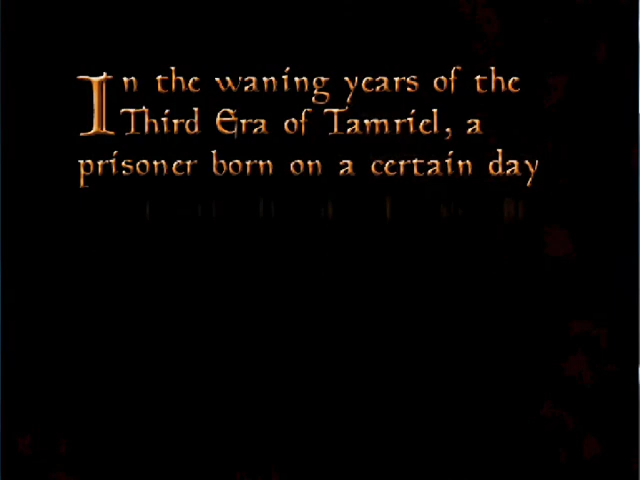 In the waning years of the
Third Era of Tamriel, a
prisoner born on a certain day